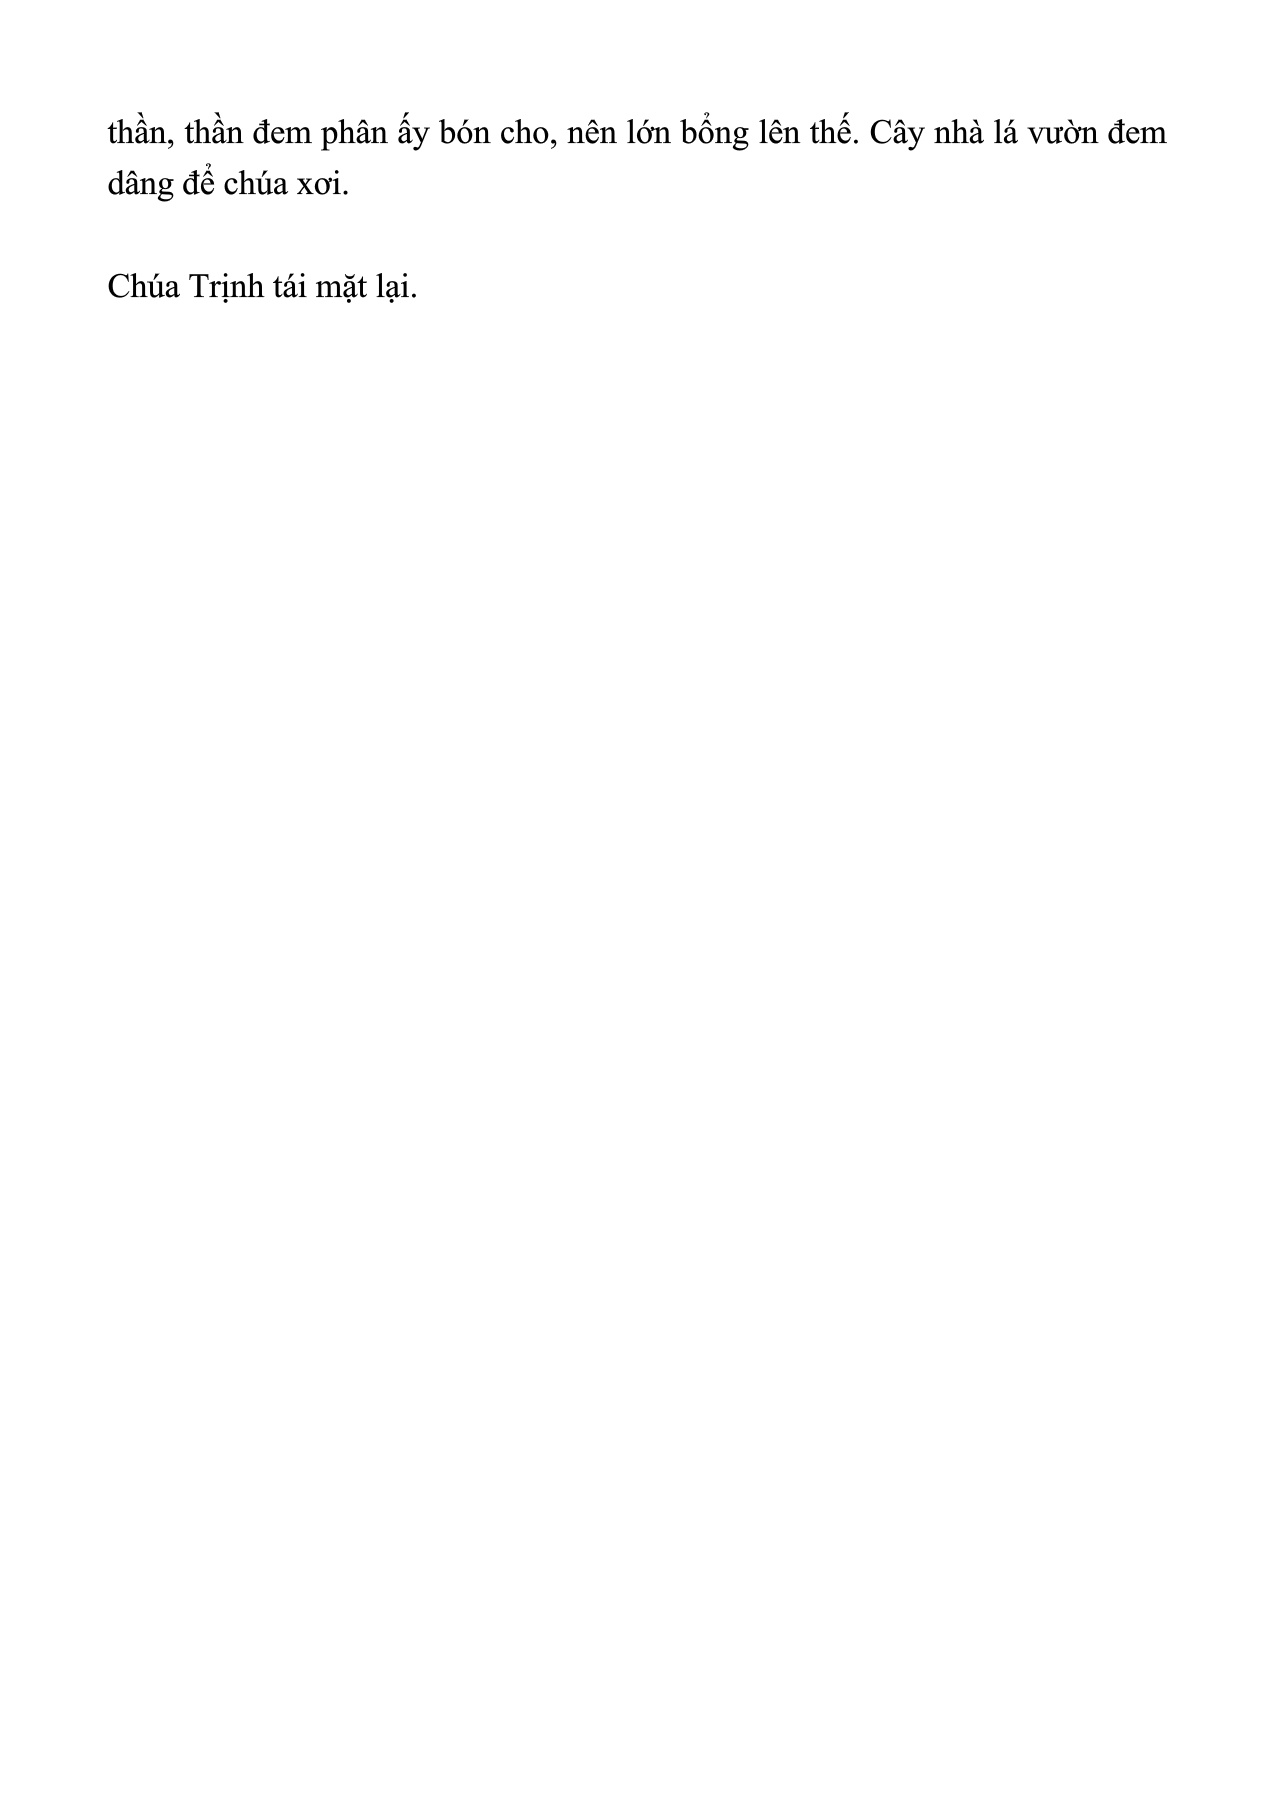 thần, thần đem phân ấy bón cho, nên lớn bổng lên thế. Cây nhà lá vườn đem
dâng để chúa xơi.
Chúa Trịnh tái mặt lại.